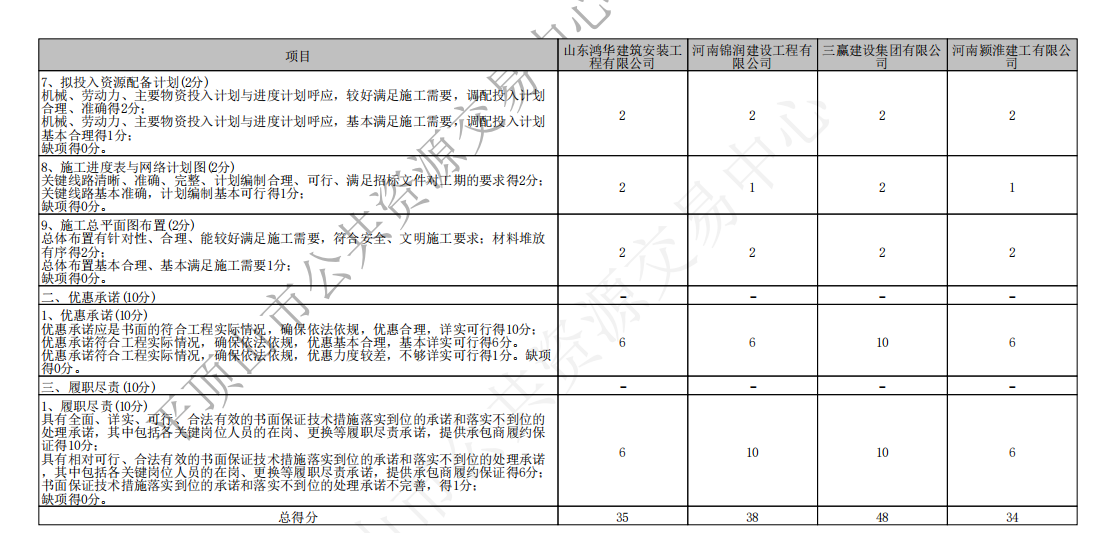 项目
山东鸿华建筑安装工
程有限公司
河南锦润建设工程有
限公司
三赢建设集团有限公
司
河南颍淮建工有限公
司
7、拟投入资源配备计划(2分)
机械、劳动力、主要物资投入计划与进度计划呼应，较好满足施工需要，调配投入计划
合理、准确得2分；
机械、劳动力、主要物资投入计划与进度计划呼应，基本满足施工需要，调配投入计划
基本合理得1分；
缺项得0分。
2 2 2 2
8、施工进度表与网络计划图(2分)
关键线路清晰、准确、完整、计划编制合理、可行、满足招标文件对工期的要求得2分；
关键线路基本准确，计划编制基本可行得1分；
缺项得0分。
2 1 2 1
9、施工总平面图布置(2分)
总体布置有针对性、合理、能较好满足施工需要，符合安全、文明施工要求；材料堆放
有序得2分；
总体布置基本合理、基本满足施工需要1分；
缺项得0分。
2 2 2 2
二、优惠承诺(10分) – – – –
1、优惠承诺(10分)
优惠承诺应是书面的符合工程实际情况，确保依法依规，优惠合理，详实可行得10分；
优惠承诺符合工程实际情况，确保依法依规，优惠基本合理，基本详实可行得6分。
优惠承诺符合工程实际情况，确保依法依规，优惠力度较差，不够详实可行得1分。缺项
得0分。
6 6 10 6
三、履职尽责(10分) – – – –
1、履职尽责(10分)
具有全面、详实、可行、合法有效的书面保证技术措施落实到位的承诺和落实不到位的
处理承诺，其中包括各关键岗位人员的在岗、更换等履职尽责承诺，提供承包商履约保
证得10分；
具有相对可行、合法有效的书面保证技术措施落实到位的承诺和落实不到位的处理承诺
，其中包括各关键岗位人员的在岗、更换等履职尽责承诺，提供承包商履约保证得6分；
书面保证技术措施落实到位的承诺和落实不到位的处理承诺不完善，得1分；
缺项得0分。
6 10 10 6
总得分 35 38 48 34
平顶山市公共资源交易中心
山市公共资源交易中心